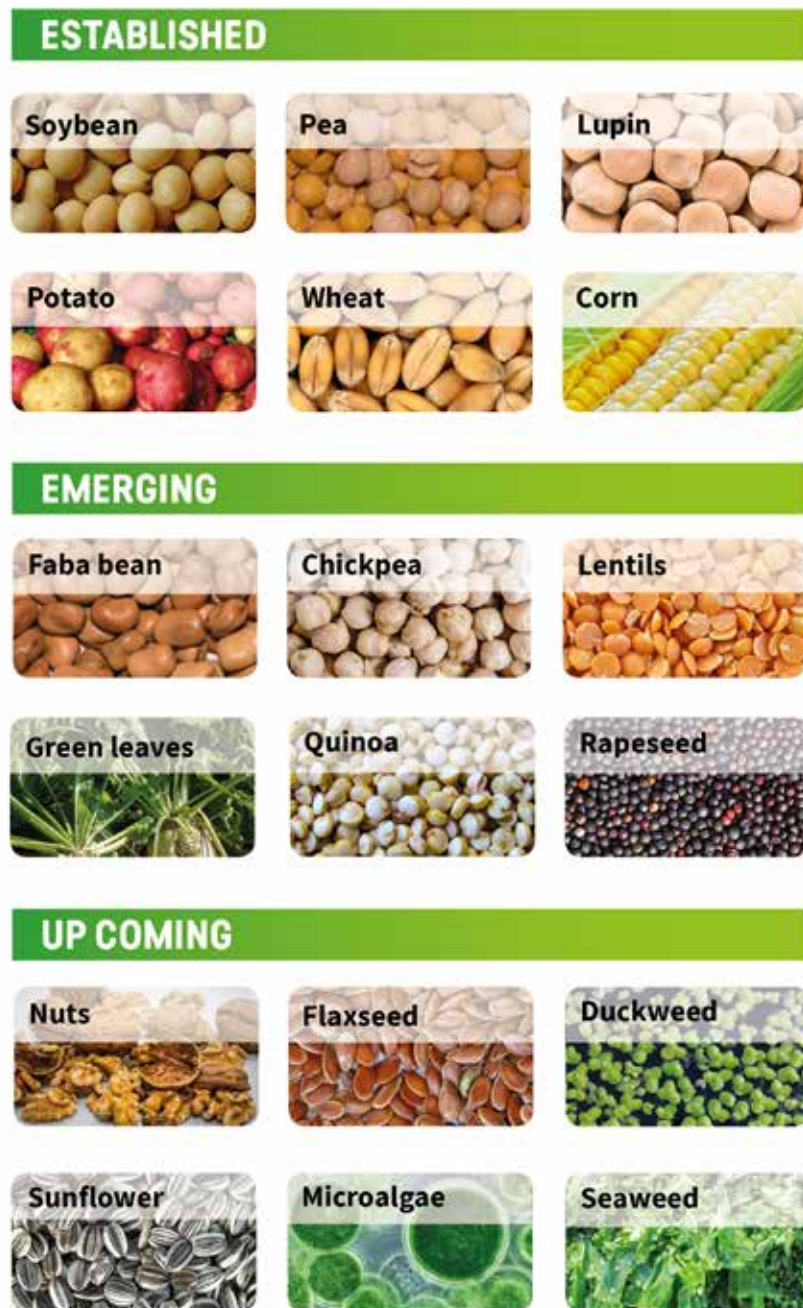 ESTABLISHED
Soybean
Pea
Lupin
Potato
Wheat
Corn
EMERGING
Faba bean
Chickpea
Lentils
Green leaves
Quinoa
Rapeseed
UP COMING
Nuts
Flaxseed
Duckweed
Sunflower
Microalgae
Seaweed